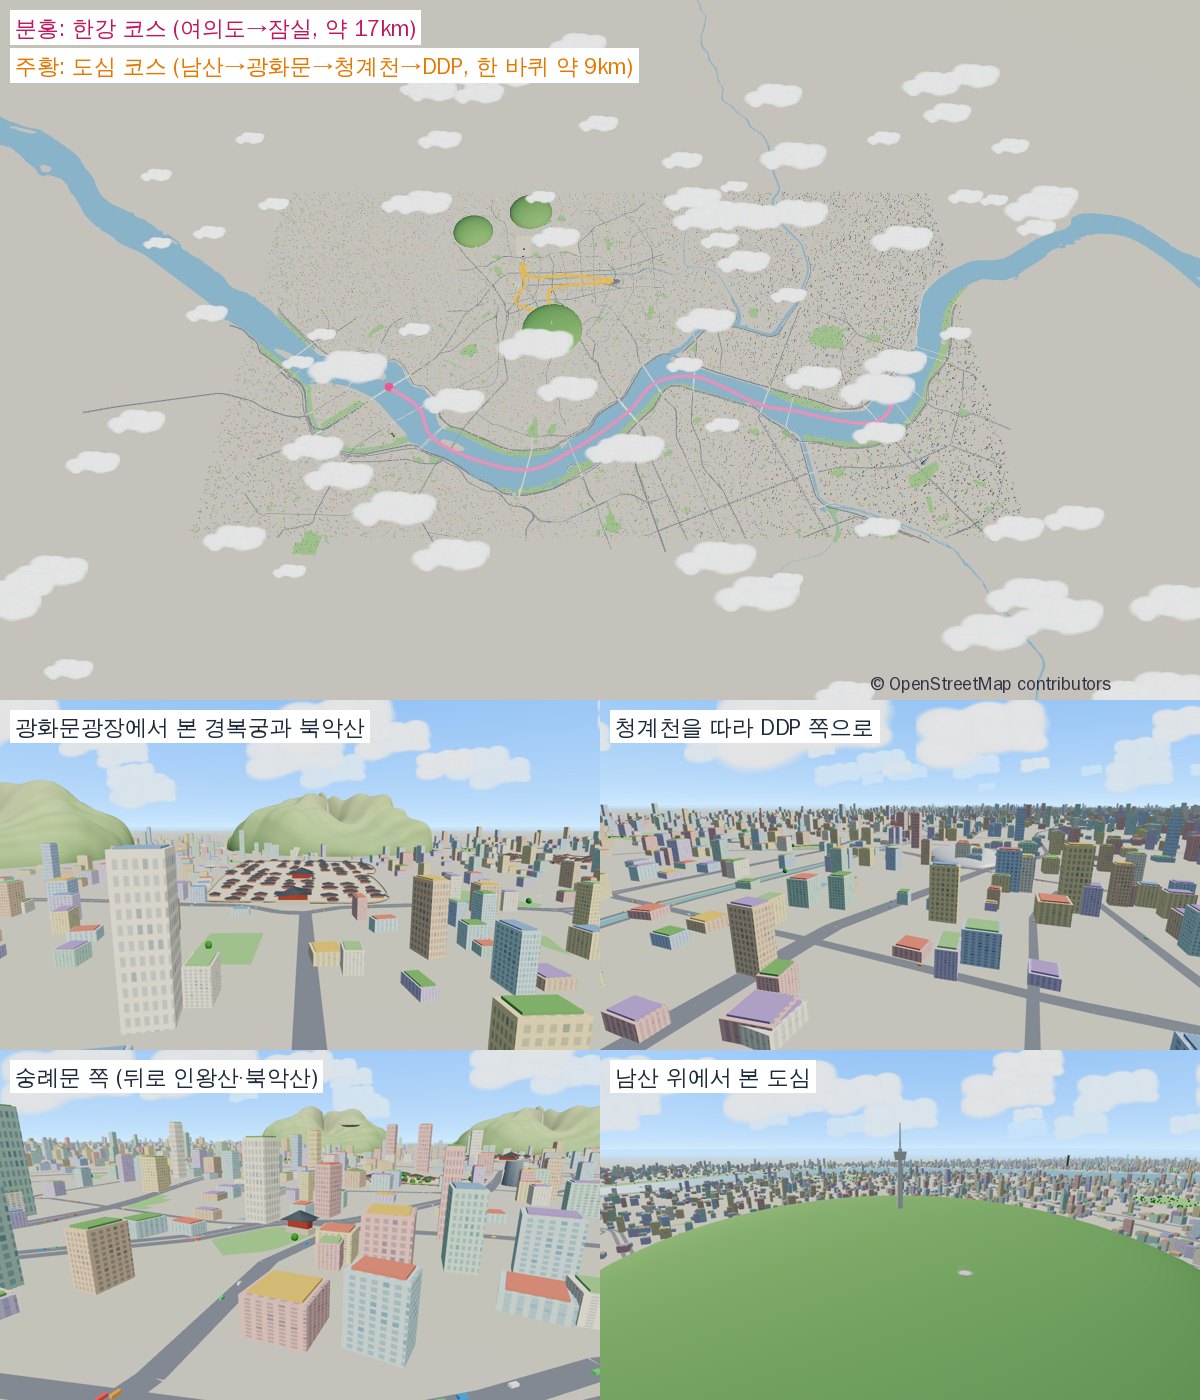 분홍: 한강 코스 (여의도→잠실, 약 17km)
주황: 도심 코스 (남산→광화문→청계천→DDP, 한 바퀴 약 9km)
© OpenStreetMap contributors
광화문광장에서 본 경복궁과 북악산
청계천을 따라 DDP 쪽으로
숭례문 쪽 (뒤로 인왕산·북악산)
남산 위에서 본 도심